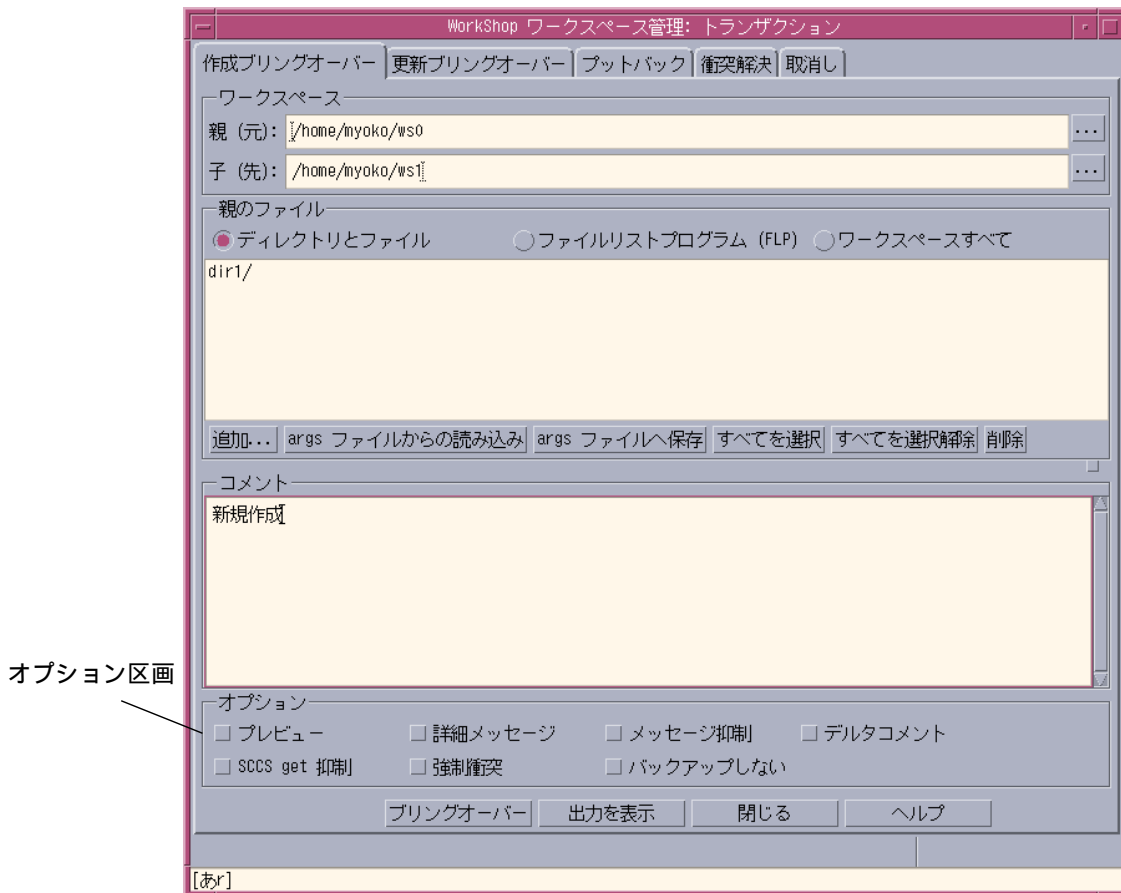 WorkShop ワークスペース管理: トランザクション
作成ブリングオーバー 更新ブリングオーバー プットバック 衝突解決 取消し
ワークスペース
親 (元): /home/myoko/ws0 ...
子 (先): /home/myoko/ws1 ...
親のファイル
ディレクトリとファイル ファイルリストプログラム (FLP) ワークスペースすべて
dir1/
追加... args ファイルからの読み込み args ファイルへ保存 すべてを選択 すべてを選択解除 削除
コメント
新規作成
オプション区画
オプション
プレビュー 詳細メッセージ メッセージ抑制 デルタコメント
SCCS get 抑制 強制衝突 バックアップしない
ブリングオーバー 出力を表示 閉じる ヘルプ
[あr]